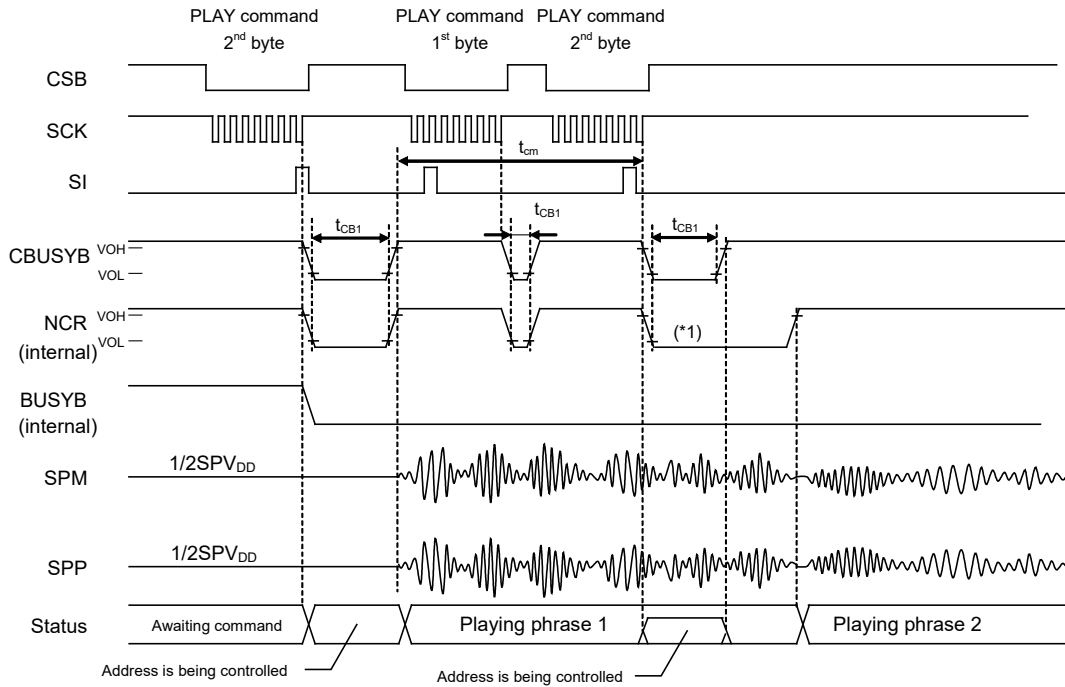 PLAY command
2nd byte
PLAY command
1st byte
PLAY command
2nd byte
CSB
SCK
tcm
SI
tCB1
tCB1
tCB1
CBUSYB
VOH
VOL
NCR
(internal)
VOH
VOL
(*1)
BUSYB
(internal)
SPM
1/2SPVDD
SPP
1/2SPVDD
Status
Awaiting command
Playing phrase 1
Playing phrase 2
Address is being controlled
Address is being controlled